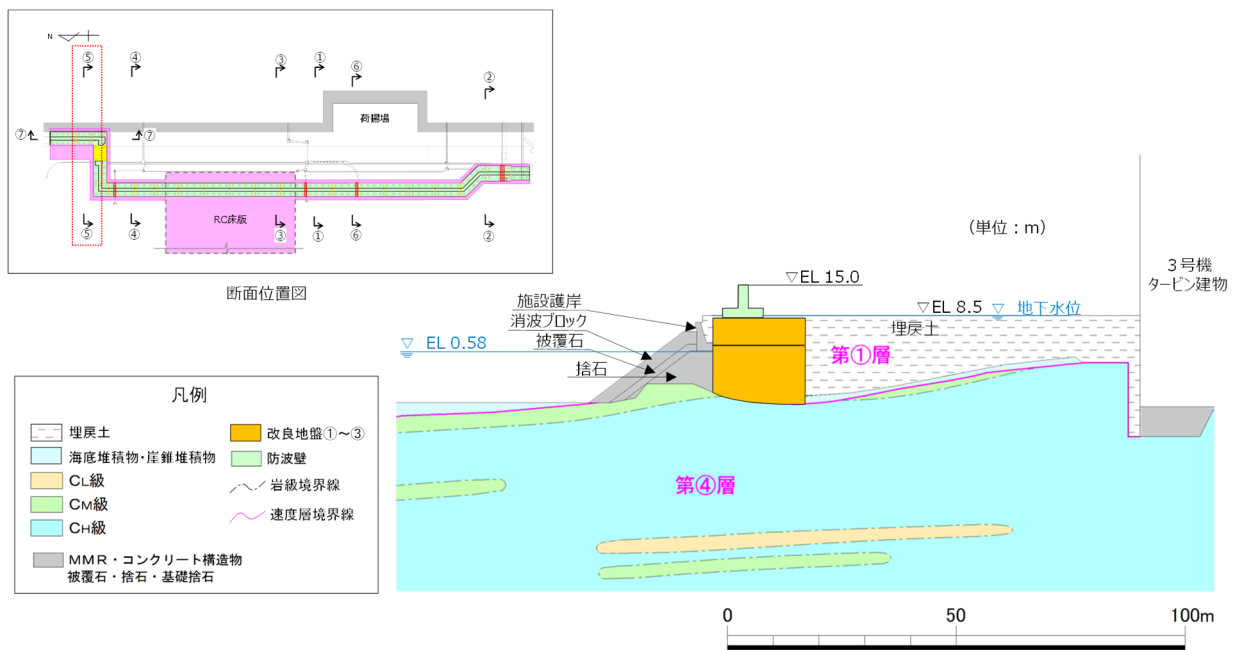 N
⑤
④
③
①
⑥
②
荷揚場
⑦
⑦
RC床版
⑤
④
③
①
⑥
②
断面位置図
(単位：m)
3号機
タービン建物
▽EL 15.0
施設護岸
▽EL 8.5 ▽ 地下水位
消波ブロック
埋戻土
▽ EL 0.58
被覆石
第①層
捨石
凡例
埋戻土
改良地盤①～③
海底堆積物・崖錐堆積物
防波壁
CL級
岩級境界線
CM級
速度層境界線
CH級
MMR・コンクリート構造物
被覆石・捨石・基礎捨石
第④層
0 50 100m